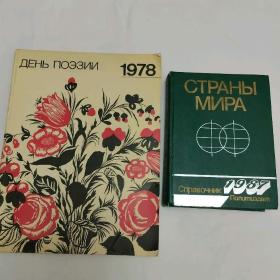 ДЕНЬ ПОЭЗИИ 1978
СТРАНЫ
МИРА
Справочник 1987
Политиздат